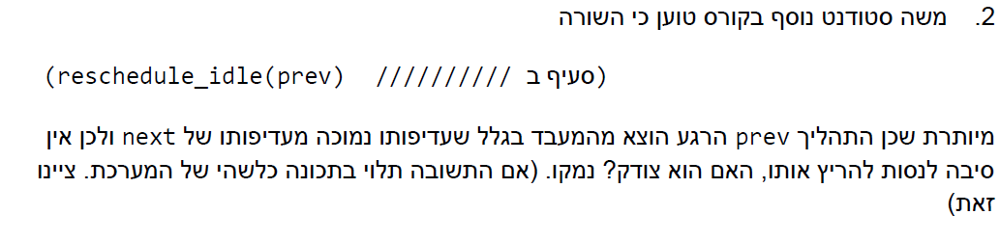 2. משה סטודנט נוסף בקורס טוען כי השורה
(reschedule_idle(prev) ////////// סעיף ב)
מיותרת שכן התהליך prev הרגע הוצא מהמעבד בגלל שעדיפותו נמוכה מעדיפותו של next ולכן אין
סיבה לנסות להריץ אותו, האם הוא צודק? נמקו. (אם התשובה תלוי בתכונה כלשהי של המערכת. ציינו
זאת)